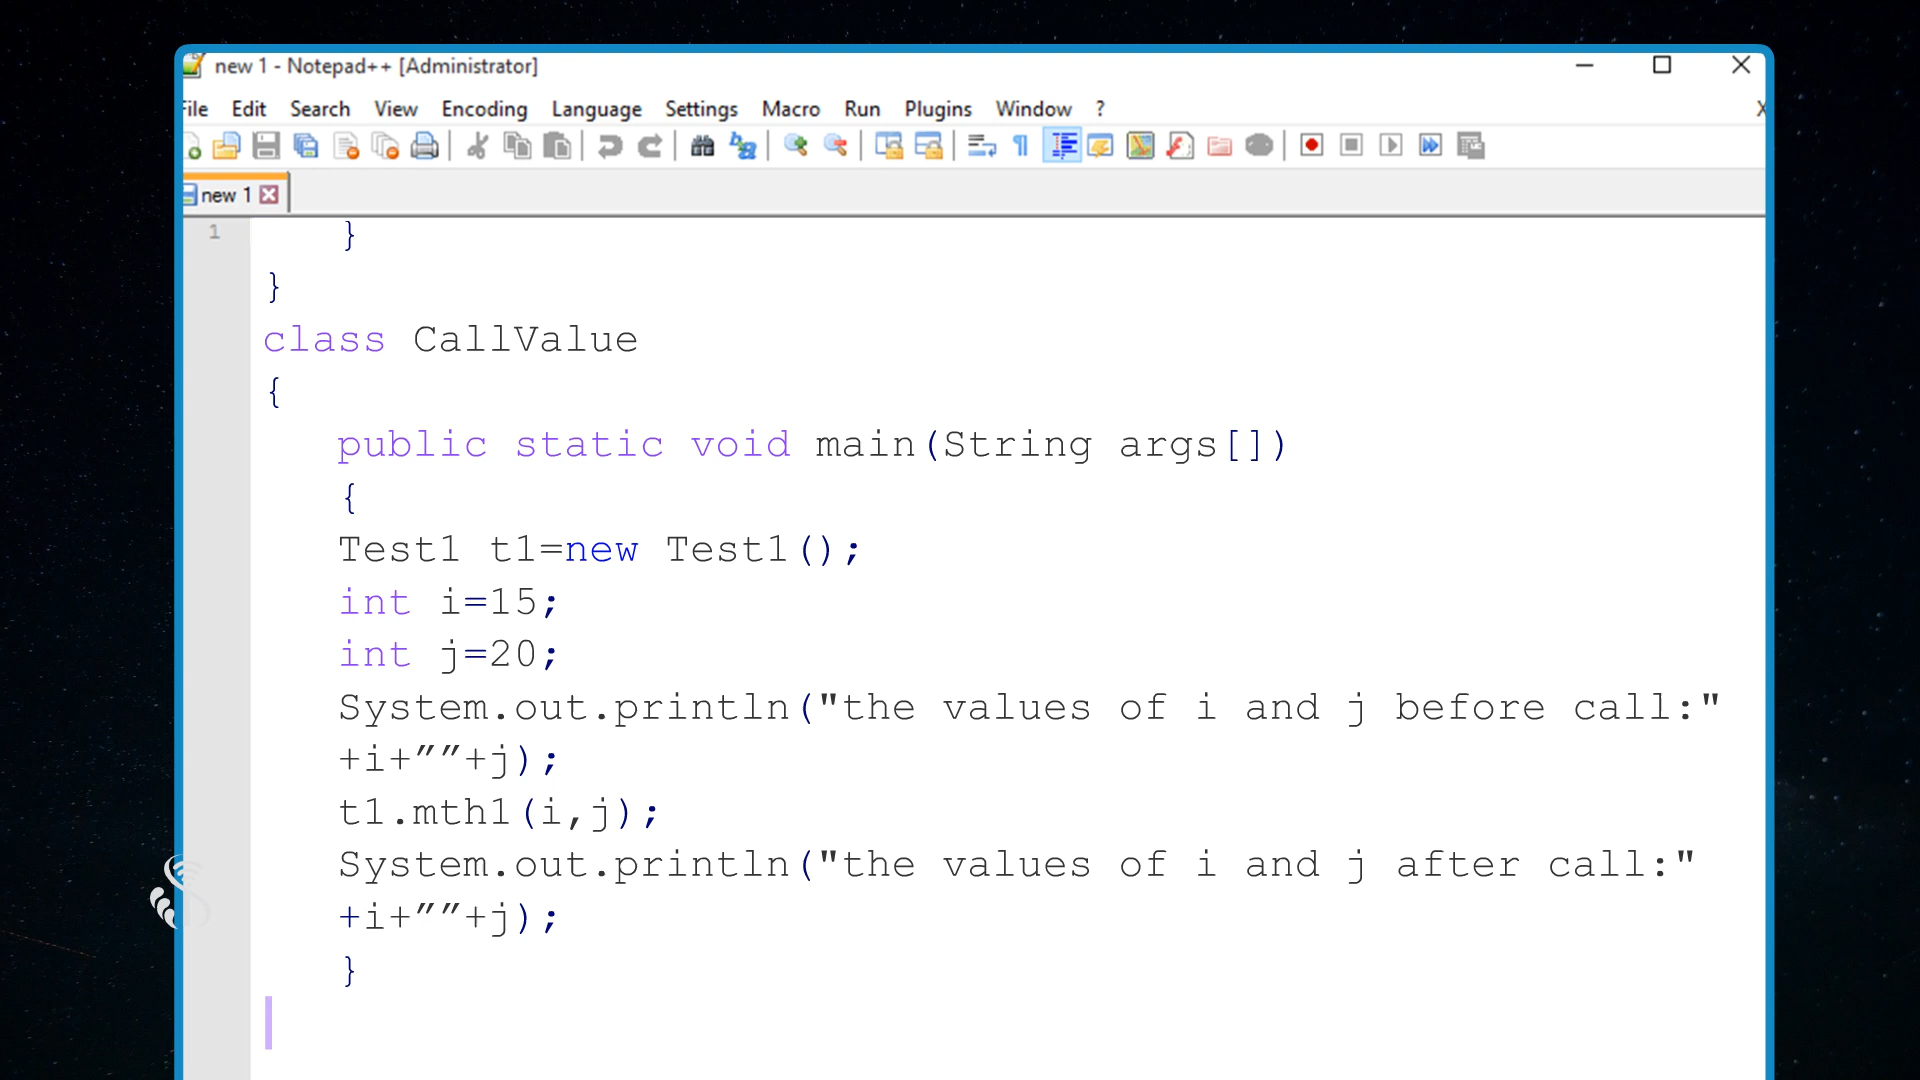 new 1 - Notepad++ [Administrator]
File Edit Search View Encoding Language Settings Macro Run Plugins Window ? X
new 1
1
}
}
class CallValue
{
public static void main(String args[])
{
Test1 t1=new Test1();
int i=15;
int j=20;
System.out.println("the values of i and j before call:"
+i+””+j);
t1.mth1(i,j);
System.out.println("the values of i and j after call:"
+i+””+j);
}